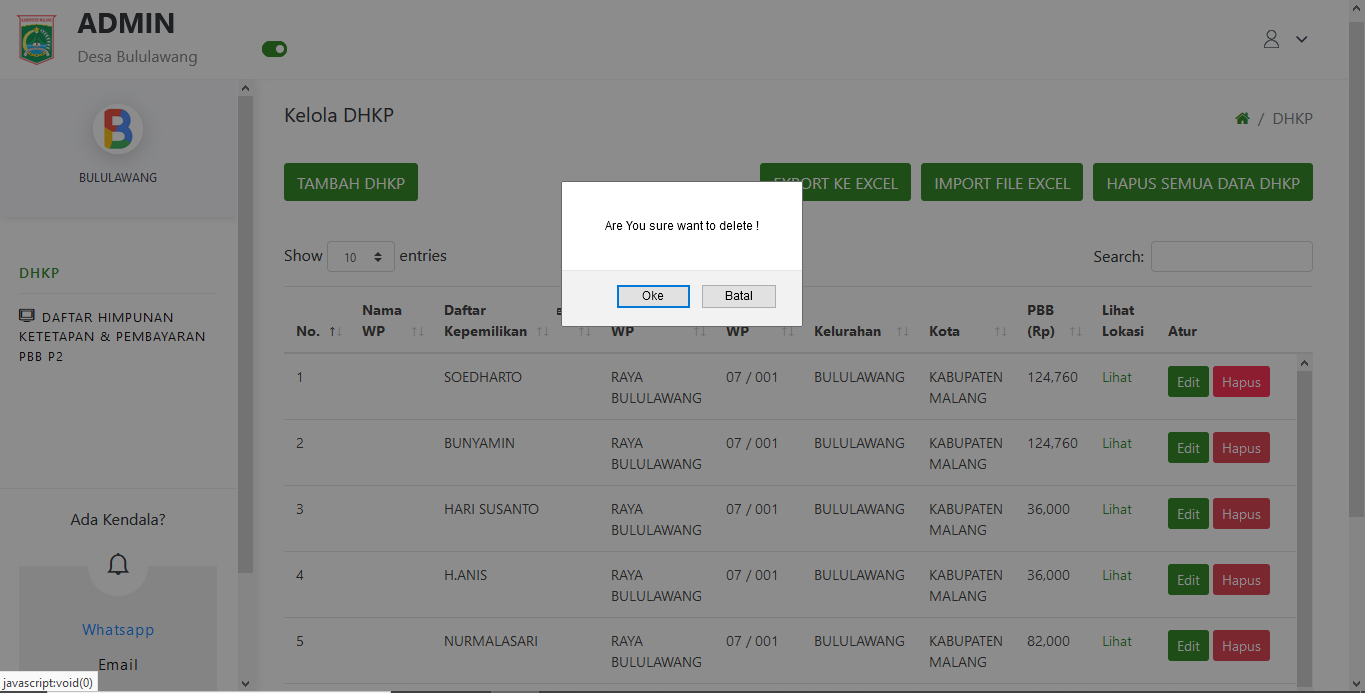 ADMIN
Desa Bululawang
BULULAWANG
DHKP
DAFTAR HIMPUNAN
KETETAPAN & PEMBAYARAN
PBB P2
Ada Kendala?
Whatsapp
Email
javascript:void(0)
Kelola DHKP
/ DHKP
TAMBAH DHKP
EXPORT KE EXCEL
IMPORT FILE EXCEL
HAPUS SEMUA DATA DHKP
Are You sure want to delete !
Oke
Batal
Show 10 entries
Search:
No.
Nama
WP
Daftar
Kepemilikan
WP
WP
Kelurahan
Kota
PBB
(Rp)
Lihat
Lokasi
Atur
1 SOEDHARTO RAYA 07 / 001 BULULAWANG KABUPATEN 124,760 Lihat Edit Hapus
BULULAWANG MALANG
2 BUNYAMIN RAYA 07 / 001 BULULAWANG KABUPATEN 124,760 Lihat Edit Hapus
BULULAWANG MALANG
3 HARI SUSANTO RAYA 07 / 001 BULULAWANG KABUPATEN 36,000 Lihat Edit Hapus
BULULAWANG MALANG
4 H.ANIS RAYA 07 / 001 BULULAWANG KABUPATEN 36,000 Lihat Edit Hapus
BULULAWANG MALANG
5 NURMALASARI RAYA 07 / 001 BULULAWANG KABUPATEN 82,000 Lihat Edit Hapus
BULULAWANG MALANG